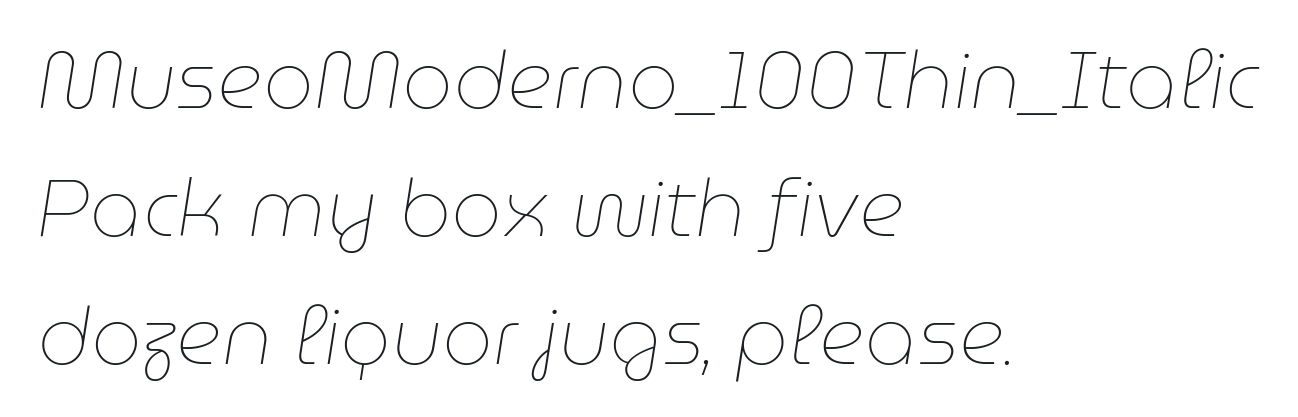 MuseoModerno_100Thin_Italic
Pack my box with five
dozen liquor jugs, please.